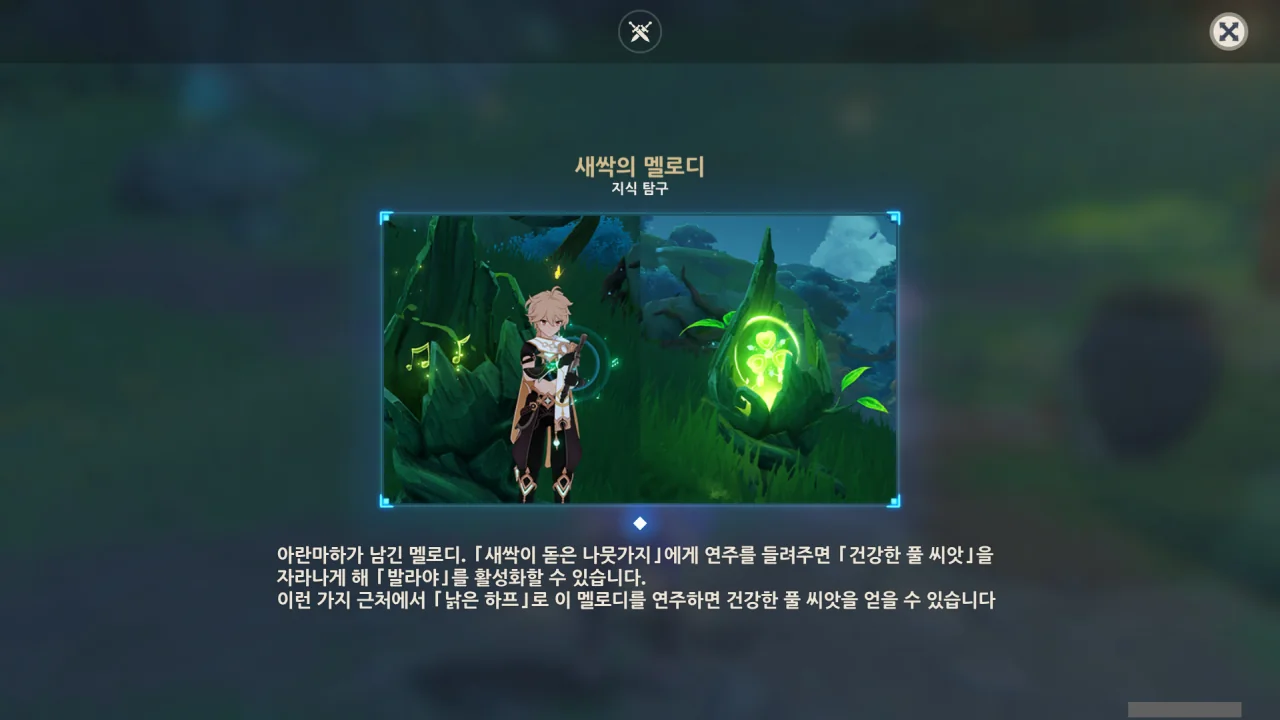 새싹의 멜로디
지식 탐구
아란마하가 남긴 멜로디. 「새싹이 돋은 나뭇가지」에게 연주를 들려주면 「건강한 풀 씨앗」을
자라나게 해 「발라야」를 활성화할 수 있습니다.
이런 가지 근처에서 「낡은 하프」로 이 멜로디를 연주하면 건강한 풀 씨앗을 얻을 수 있습니다